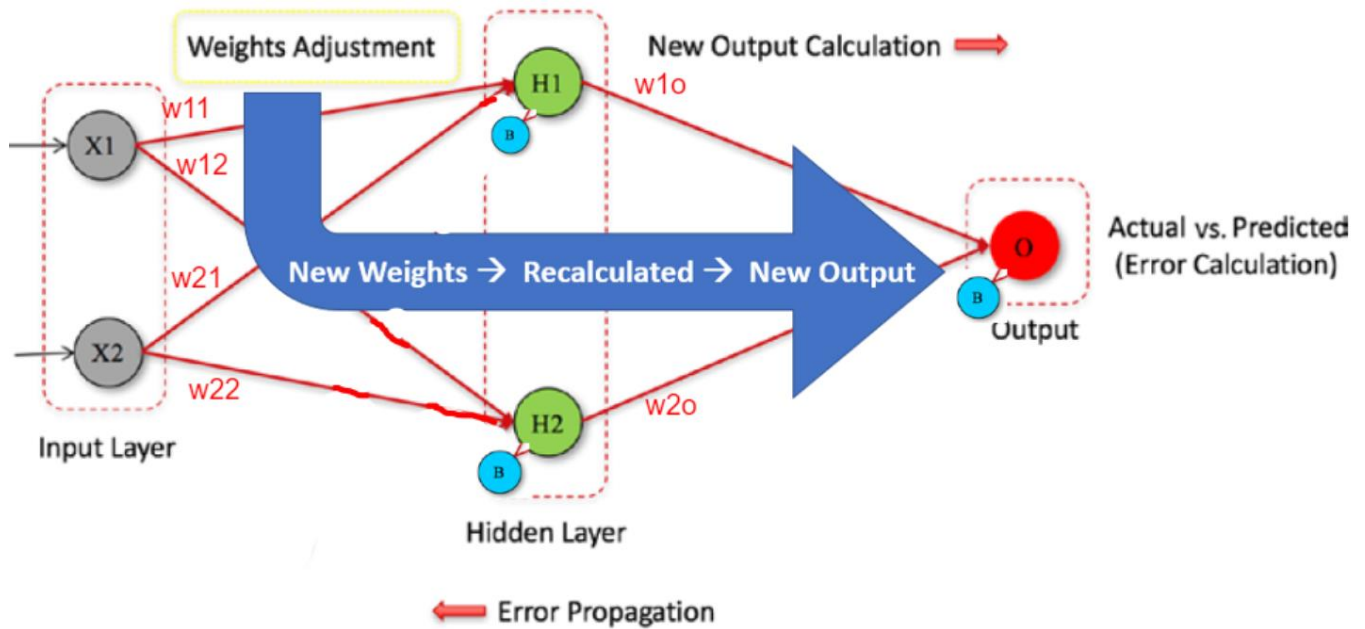 Weights Adjustment
New Output Calculation
H1
w1o
w11
B
X1
w12
O
Actual vs. Predicted
(Error Calculation)
w21
New Weights → Recalculated → New Output
B
Output
X2
w22
w2o
H2
Input Layer
B
Hidden Layer
Error Propagation